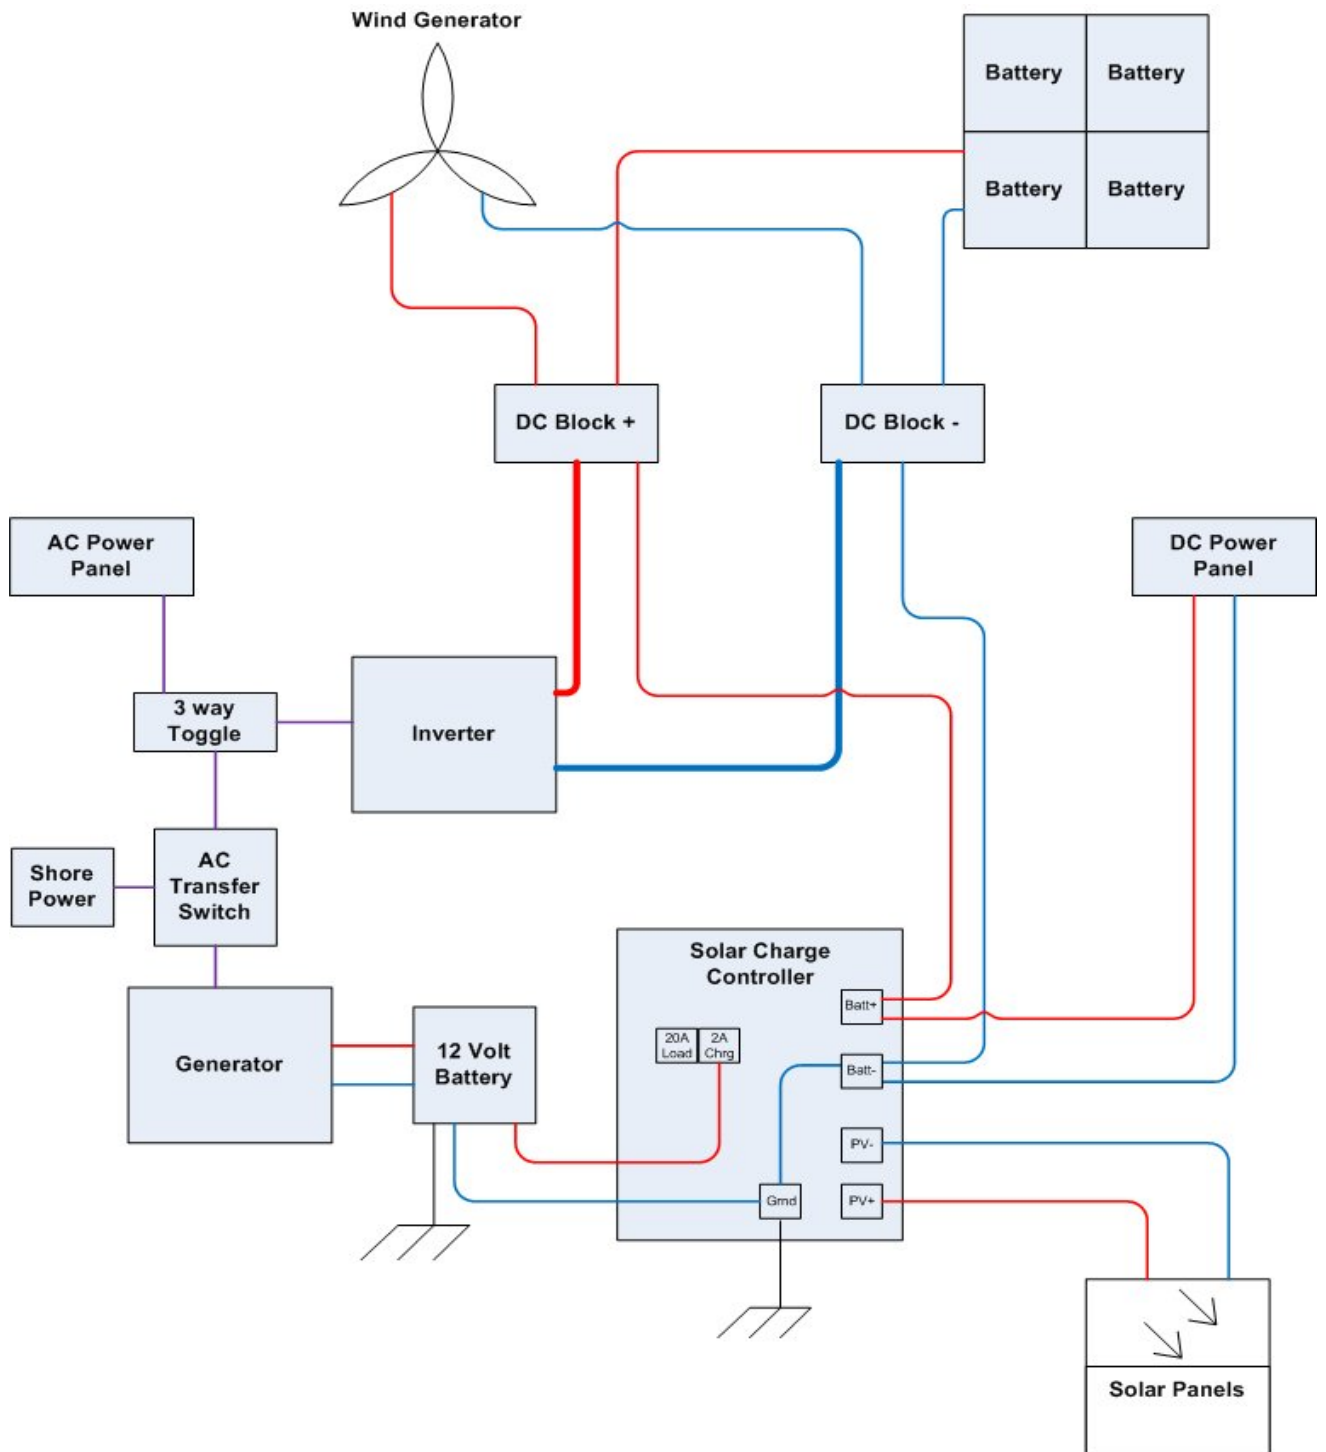 Wind Generator
Battery
Battery
Battery
Battery
DC Block +
DC Block -
AC Power
Panel
DC Power
Panel
3 way
Toggle
Inverter
Shore
Power
AC
Transfer
Switch
Solar Charge
Controller
Batt+
20A
Load
2A
Chrg
Generator
12 Volt
Battery
Batt-
PV-
Grnd
PV+
Solar Panels